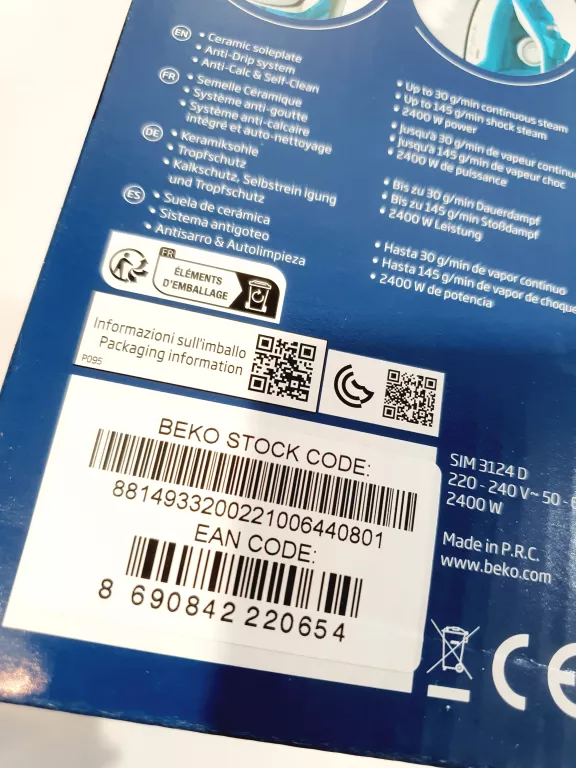 EN
• Ceramic soleplate
• Anti-Drip system
• Anti-Calc & Self-Clean
FR
• Semelle Céramique
• Système anti-goutte
• Système anti-calcaire
intégré et auto-nettoyage
DE
• Keramiksohle
• Tropfschutz
• Kalkschutz, Selbstrein igung
und Tropfschutz
ES
• Suela de cerámica
• Sistema antigoteo
• Antisarro & Autolimpieza
• Up to 30 g/min continuous steam
• Up to 145 g/min shock steam
• 2400 W power
• Jusqu'à 30 g/min de vapeur continu
• Jusqu'à 145 g/min de vapeur choc
• 2400 W de puissance
• Bis zu 30 g/min Dauerdampf
• Bis zu 145 g/min Stoßdampf
• 2400 W Leistung
• Hasta 30 g/min de vapor continuo
• Hasta 145 g/min de vapor de choque
• 2400 W de potencia
FR
ÉLÉMENTS
D'EMBALLAGE
Informazioni sull'imballo
Packaging information
P095
BEKO STOCK CODE:
8814933200221006440801
EAN CODE:
8 690842 220654
SIM 3124 D
220 - 240 V~ 50 - 6
2400 W
Made in P.R.C.
www.beko.com
CE